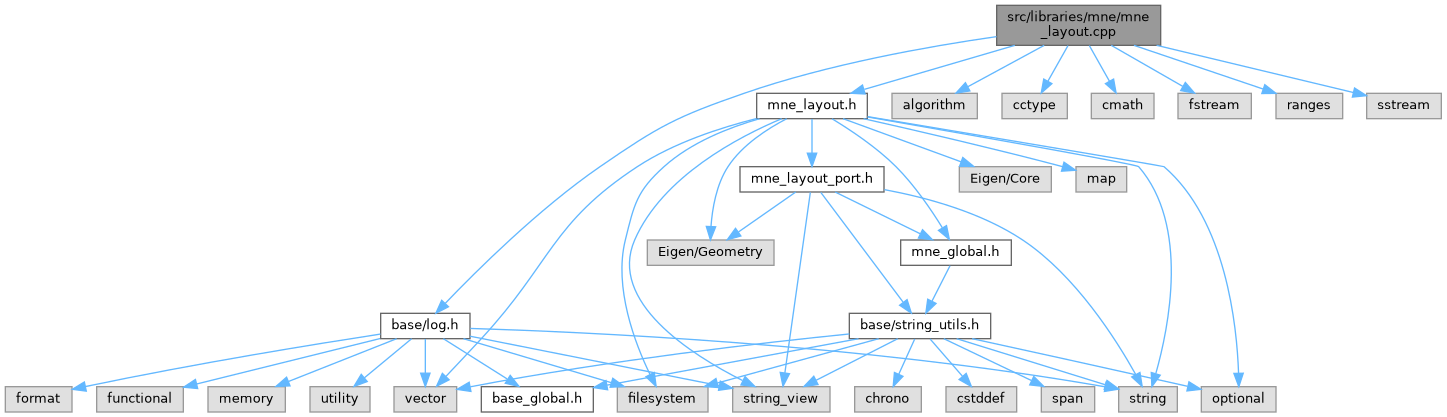 src/libraries/mne/mne
_layout.cpp
mne_layout.h
algorithm
cctype
cmath
fstream
ranges
sstream
mne_layout_port.h
Eigen/Core
map
Eigen/Geometry
mne_global.h
base/log.h
base/string_utils.h
format
functional
memory
utility
vector
base_global.h
filesystem
string_view
chrono
cstddef
span
string
optional